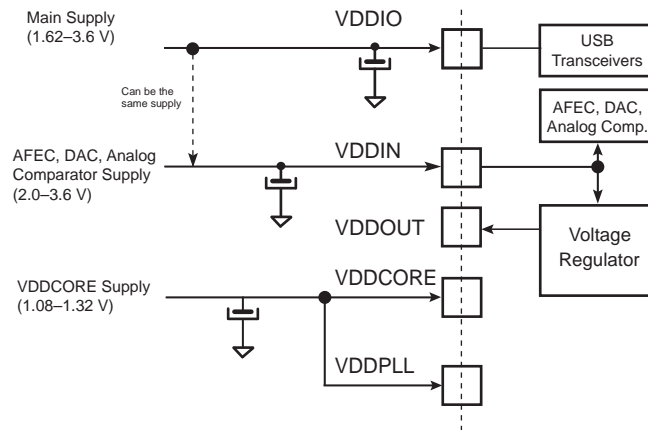 Main Supply
(1.62–3.6 V)
VDDIO
USB
Transceivers
Can be the
same supply
AFEC, DAC,
Analog Comp.
AFEC, DAC, Analog
Comparator Supply
(2.0–3.6 V)
VDDIN
VDDOUT
Voltage
Regulator
VDDCORE Supply
(1.08–1.32 V)
VDDCORE
VDDPLL